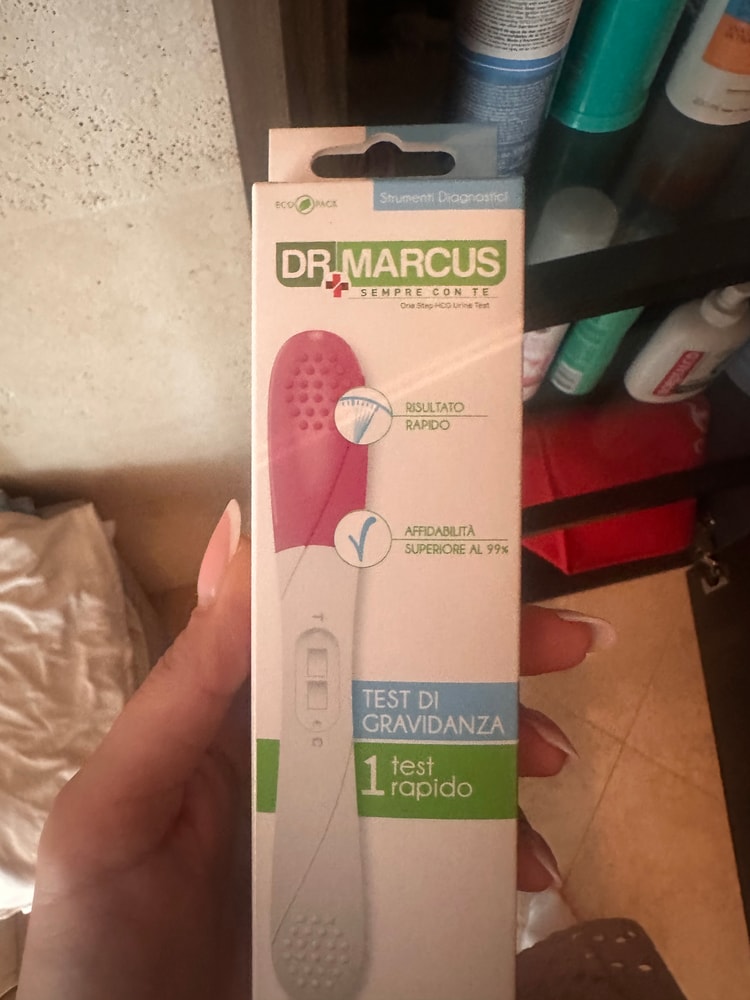 ECO PACK
Strumenti Diagnostici
DR MARCUS
SEMPRE CON TE
One Step HCG Urine Test
RISULTATO
RAPIDO
AFFIDABILITÀ
SUPERIORE AL 99%
T
C
TEST DI
GRAVIDANZA
1 test
rapido